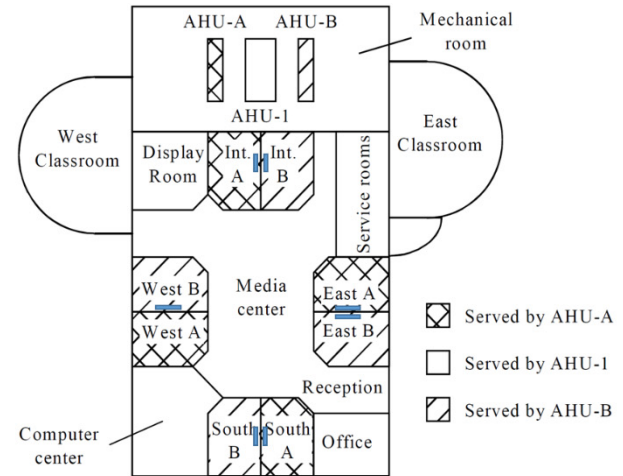 AHU-A
AHU-B
Mechanical
room
AHU-1
West
Classroom
East
Classroom
Display
Room
Int.
A
Int.
B
Service rooms
West B
Media
center
East A
West A
East B
Served by AHU-A
Served by AHU-1
Served by AHU-B
Reception
Computer
center
South
B
South
A
Office